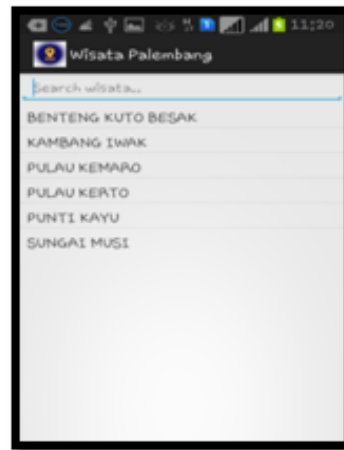 11:20
Wisata Palembang
Search wisata...
BENTENG KUTO BESAK
KAMBANG IWAK
PULAU KEMARO
PULAU KERTO
PUNTI KAYU
SUNGAI MUSI